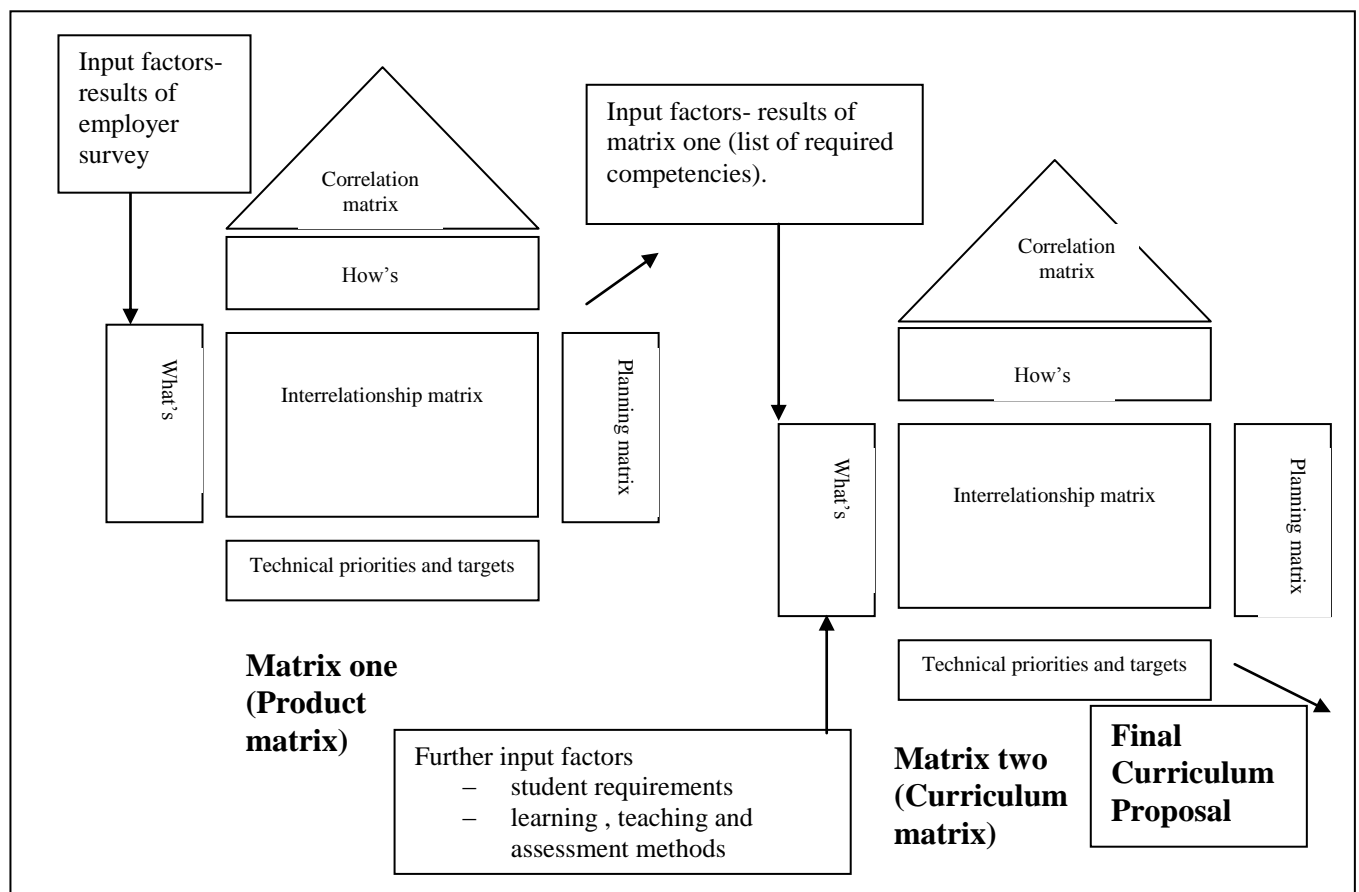 Input factors-
results of
employer
survey
Correlation
matrix
How's
What's
Interrelationship matrix
Planning matrix
Technical priorities and targets
Matrix one
(Product
matrix)
Input factors- results of
matrix one (list of required
competencies).
Correlation
matrix
How's
What's
Interrelationship matrix
Planning matrix
Technical priorities and targets
Further input factors
– student requirements
– learning , teaching and
assessment methods
Matrix two
(Curriculum
matrix)
Final
Curriculum
Proposal